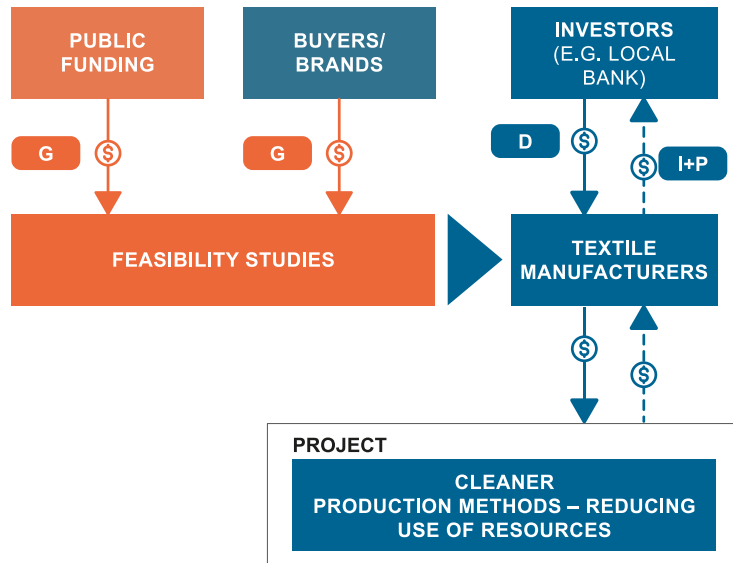 PUBLIC
FUNDING
BUYERS/
BRANDS
INVESTORS
(E.G. LOCAL
BANK)
G
$
G
$
D
$
$
I+P
FEASIBILITY STUDIES
TEXTILE
MANUFACTURERS
$
$
PROJECT
CLEANER
PRODUCTION METHODS – REDUCING
USE OF RESOURCES